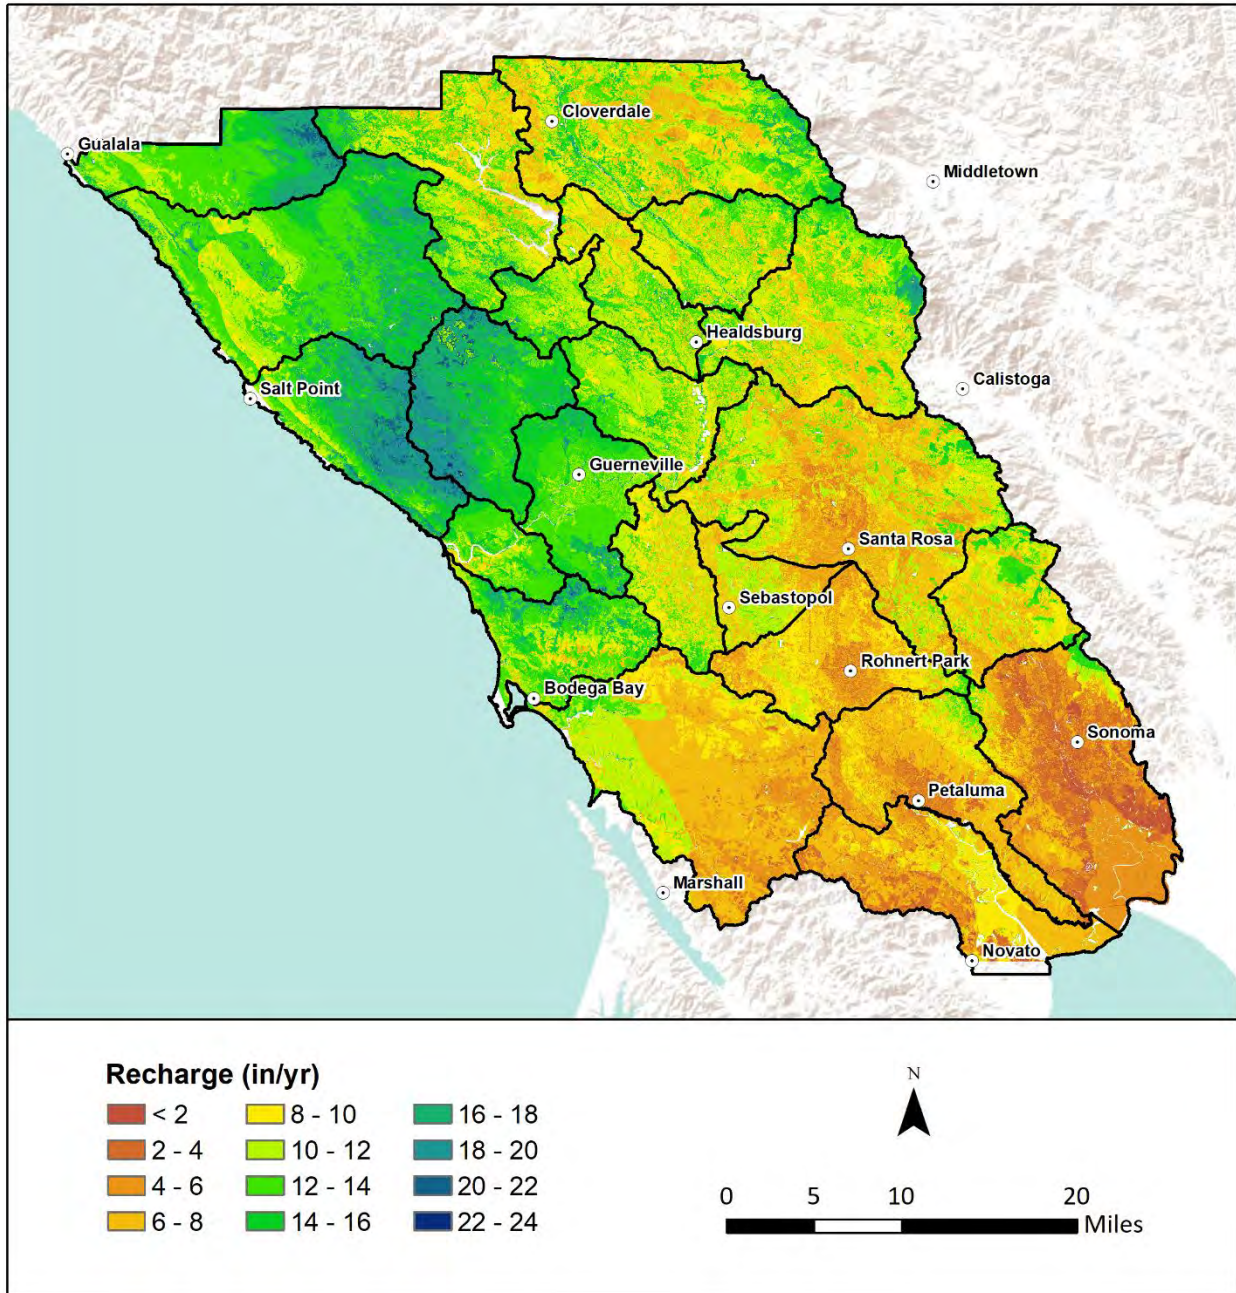 Cloverdale
Gualala
Middletown
Healdsburg
Calistoga
Salt Point
Guerneville
Santa Rosa
Sebastopol
Rohnert Park
Bodega Bay
Sonoma
Petaluma
Marshall
Novato
Recharge (in/yr)
< 2
2 - 4
4 - 6
6 - 8
8 - 10
10 - 12
12 - 14
14 - 16
16 - 18
18 - 20
20 - 22
22 - 24
N
0 5 10 20
Miles